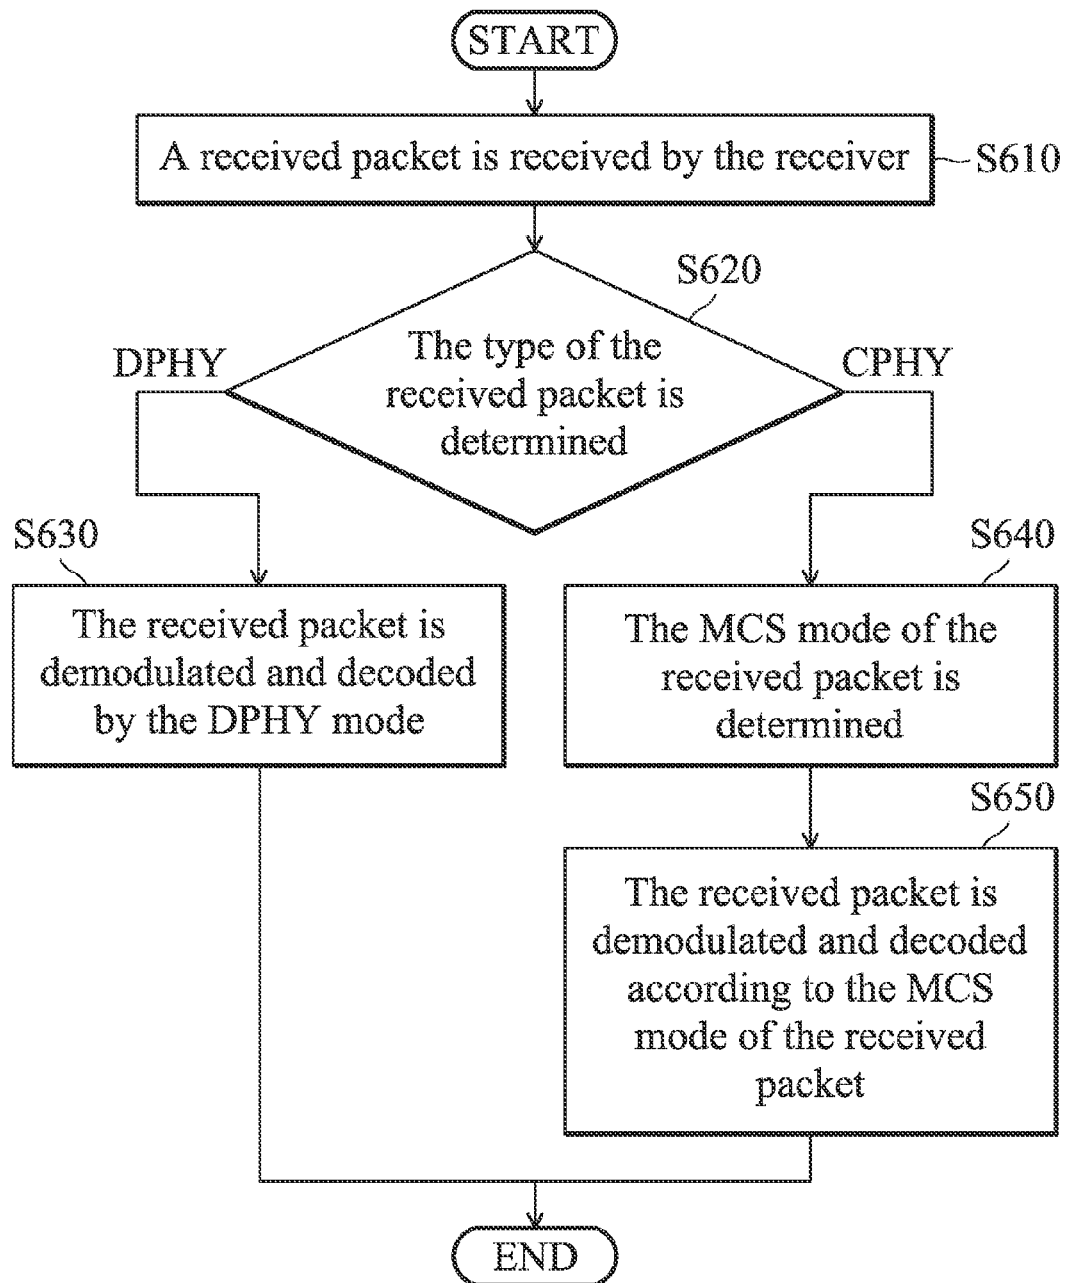 START
A received packet is received by the receiver
S610
S620
The type of the
received packet is
determined
DPHY
CPHY
S630
The received packet is
demodulated and decoded
by the DPHY mode
S640
The MCS mode of the
received packet is
determined
S650
The received packet is
demodulated and decoded
according to the MCS
mode of the received
packet
END